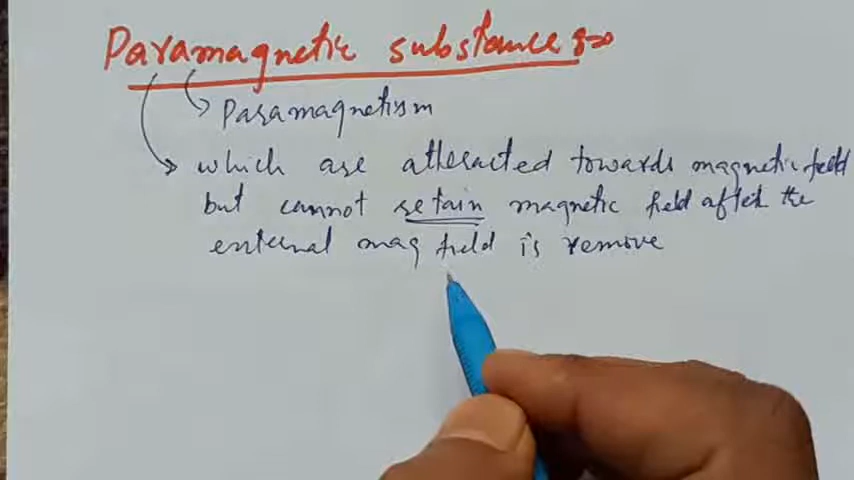 Paramagnetic substance
Paramagnetism
which are atteracted towards magnetic field
but cannot retain magnetic field after the
external mag field is remove